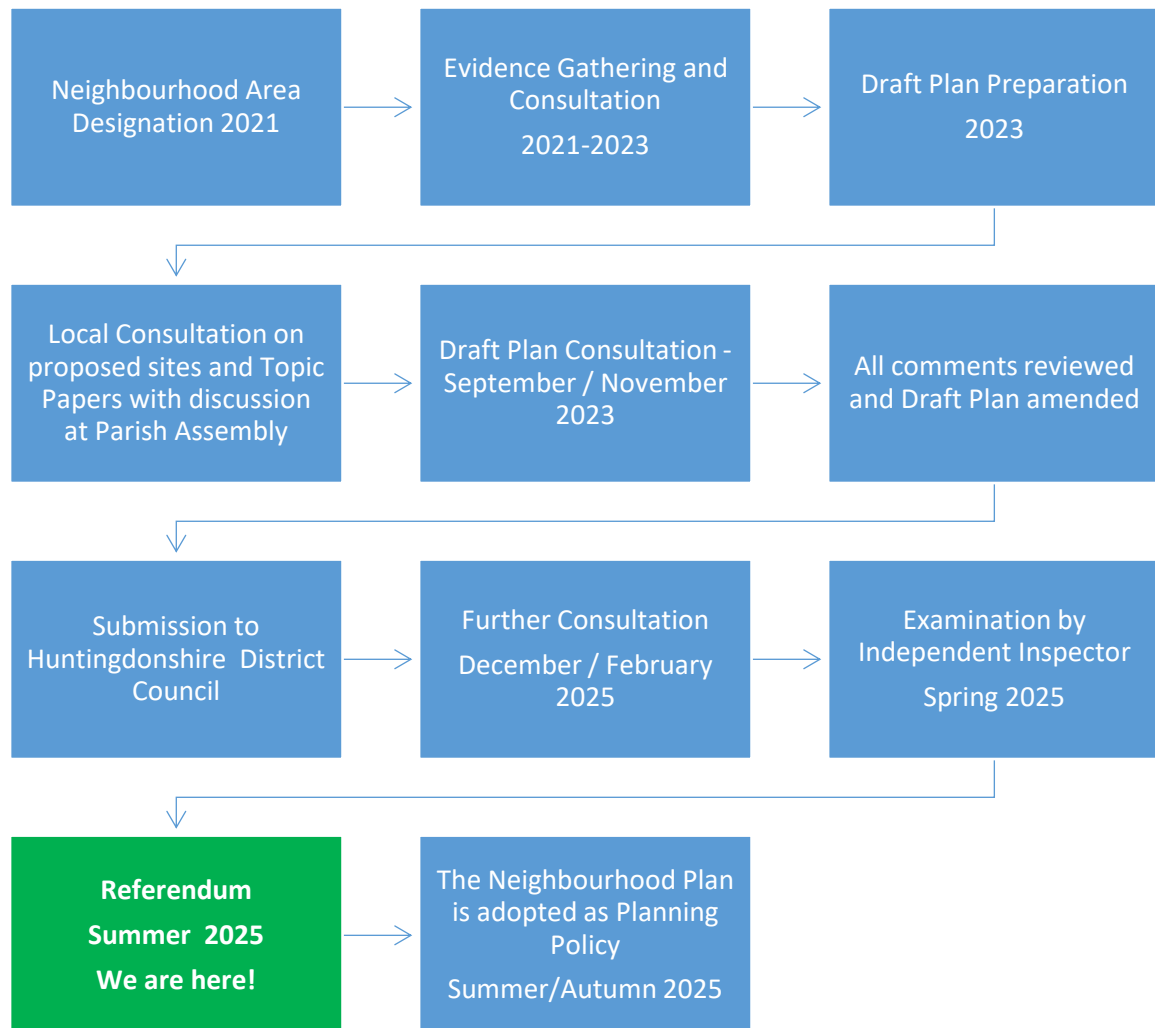 Neighbourhood Area
Designation 2021
Evidence Gathering and
Consultation
2021-2023
Draft Plan Preparation
2023
Local Consultation on
proposed sites and Topic
Papers with discussion
at Parish Assembly
Draft Plan Consultation -
September / November
2023
All comments reviewed
and Draft Plan amended
Submission to
Huntingdonshire District
Council
Further Consultation
December / February
2025
Examination by
Independent Inspector
Spring 2025
Referendum
Summer 2025
We are here!
The Neighbourhood Plan
is adopted as Planning
Policy
Summer/Autumn 2025